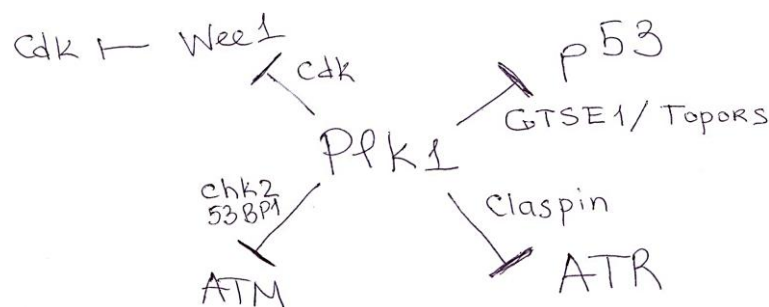 Cdk Wee1
Cdk
p53
GTSE1/Topors
Plk1
Chk2
53BP1
Claspin
ATM
ATR